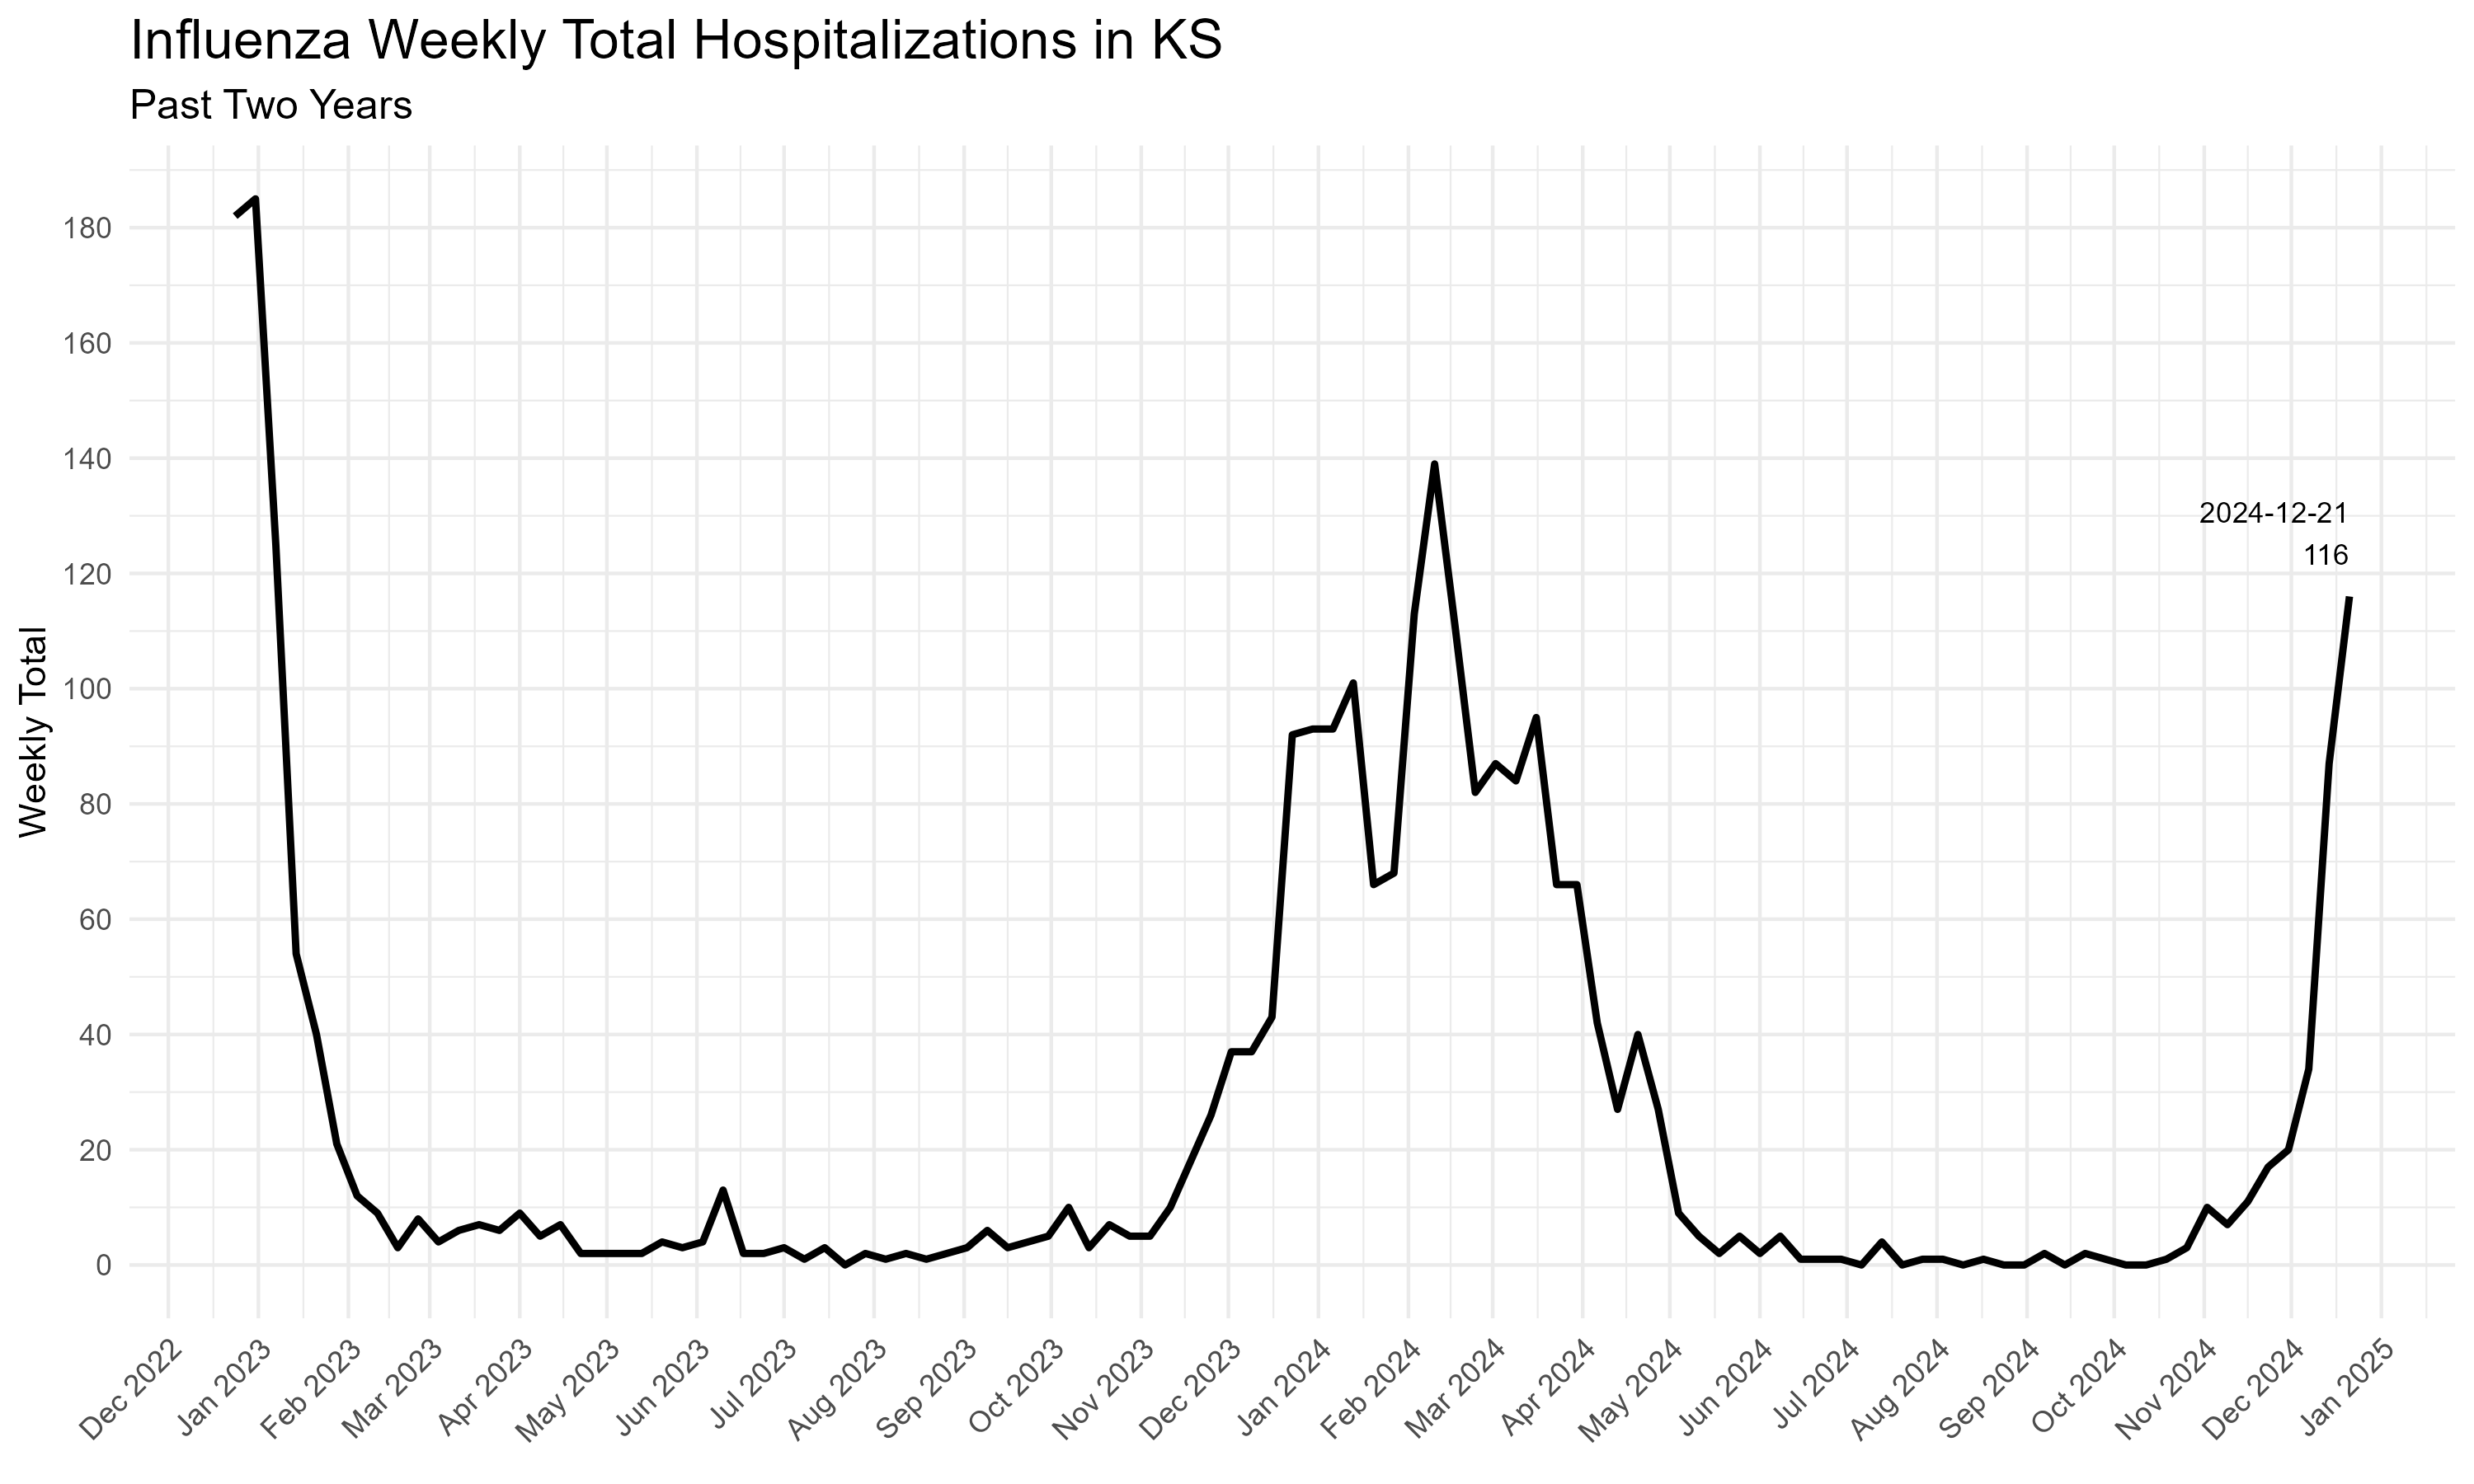 Influenza Weekly Total Hospitalizations in KS
Past Two Years
180
160
140
120
100
80
60
40
20
0
Weekly Total
2024-12-21
116
Dec 2022
Jan 2023
Feb 2023
Mar 2023
Apr 2023
May 2023
Jun 2023
Jul 2023
Aug 2023
Sep 2023
Oct 2023
Nov 2023
Dec 2023
Jan 2024
Feb 2024
Mar 2024
Apr 2024
May 2024
Jun 2024
Jul 2024
Aug 2024
Sep 2024
Oct 2024
Nov 2024
Dec 2024
Jan 2025